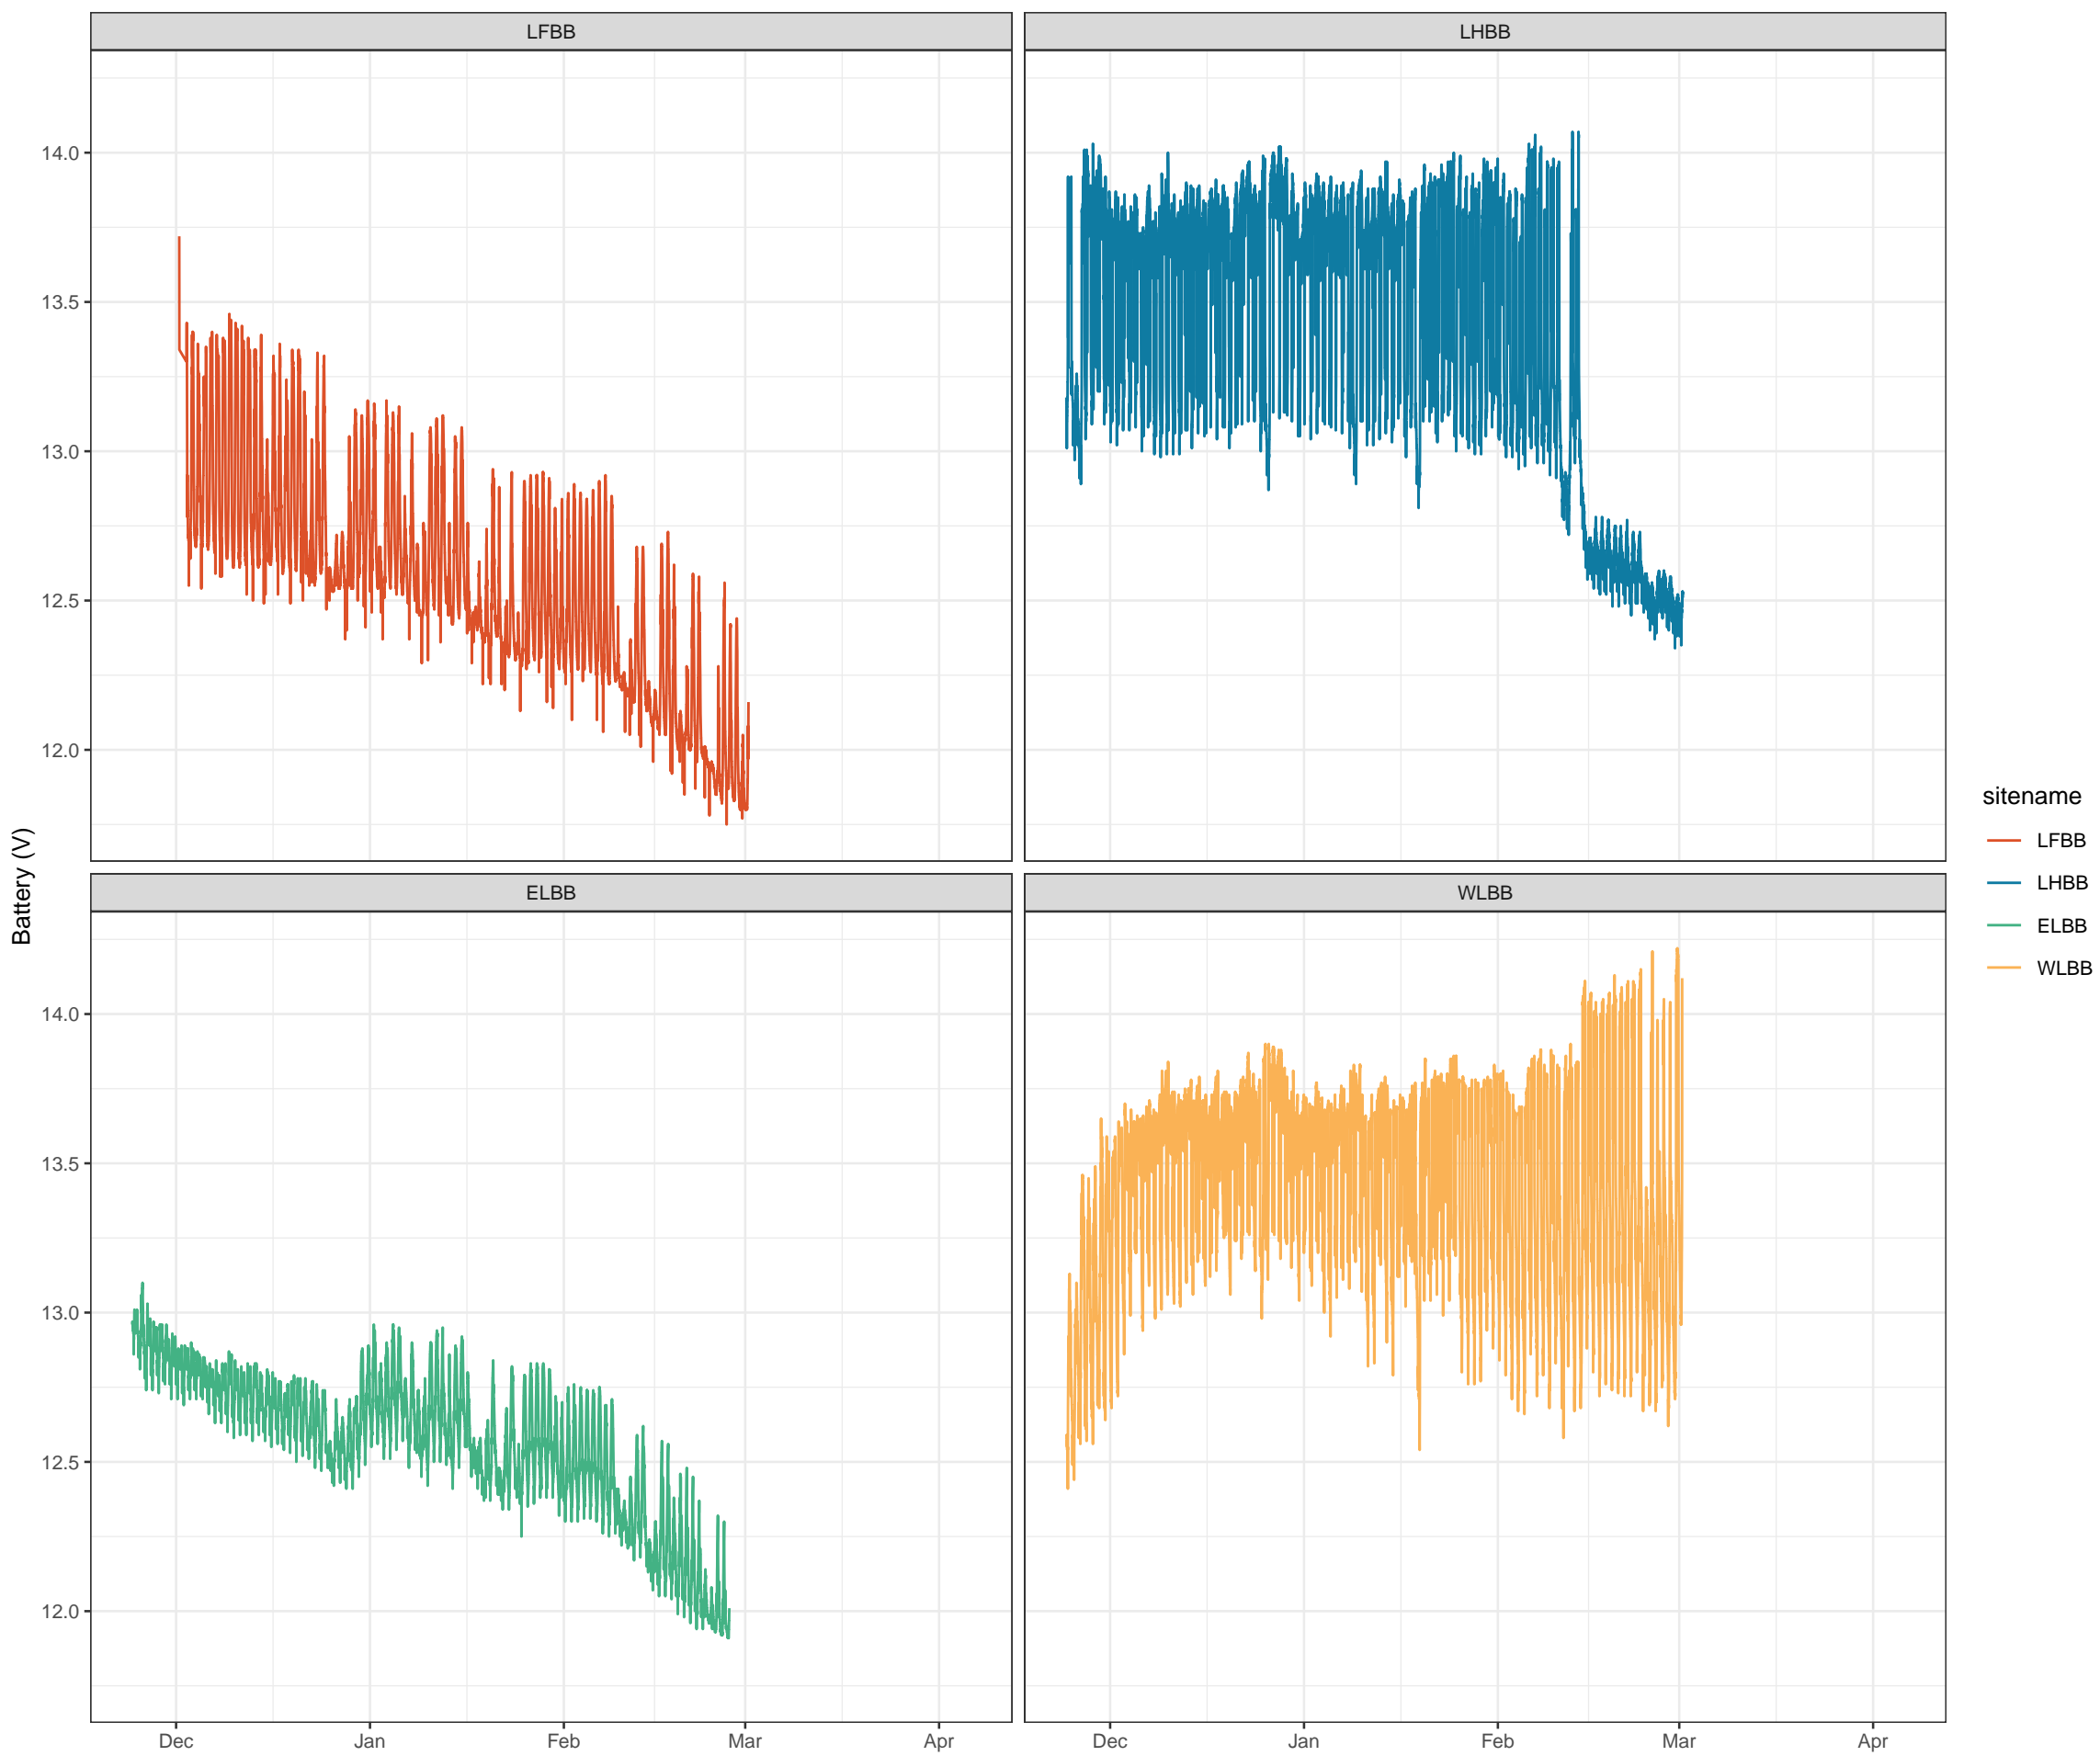 LFBB
LHBB
14.0
13.5
13.0
12.5
12.0
Battery (V)
ELBB
WLBB
14.0
13.5
13.0
12.5
12.0
Dec
Jan
Feb
Mar
Apr
Dec
Jan
Feb
Mar
Apr
sitename
LFBB
LHBB
ELBB
WLBB